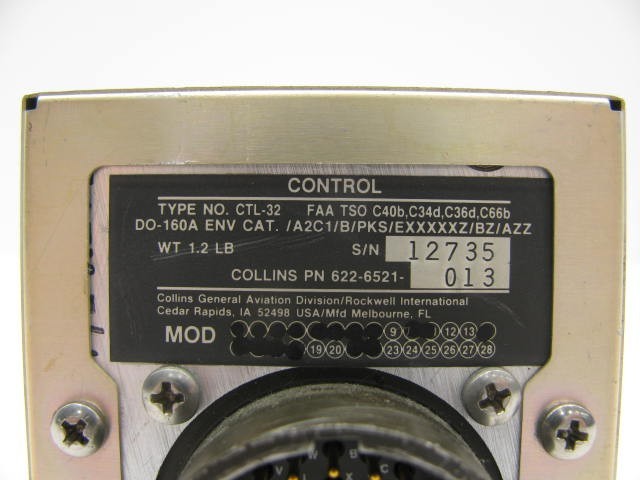 CONTROL
TYPE NO. CTL-32 FAA TSO C40b,C34d,C36d,C66b
DO-160A ENV CAT. /A2C1/B/PKS/EXXXXXZ/BZ/AZZ
WT 1.2 LB S/N 12735
COLLINS PN 622-6521- 013
Collins General Aviation Division/Rockwell International
Cedar Rapids, IA 52498 USA/Mfd Melbourne, FL
MOD 9 12 13
19 20 23 24 25 26 27 28
W B
V C